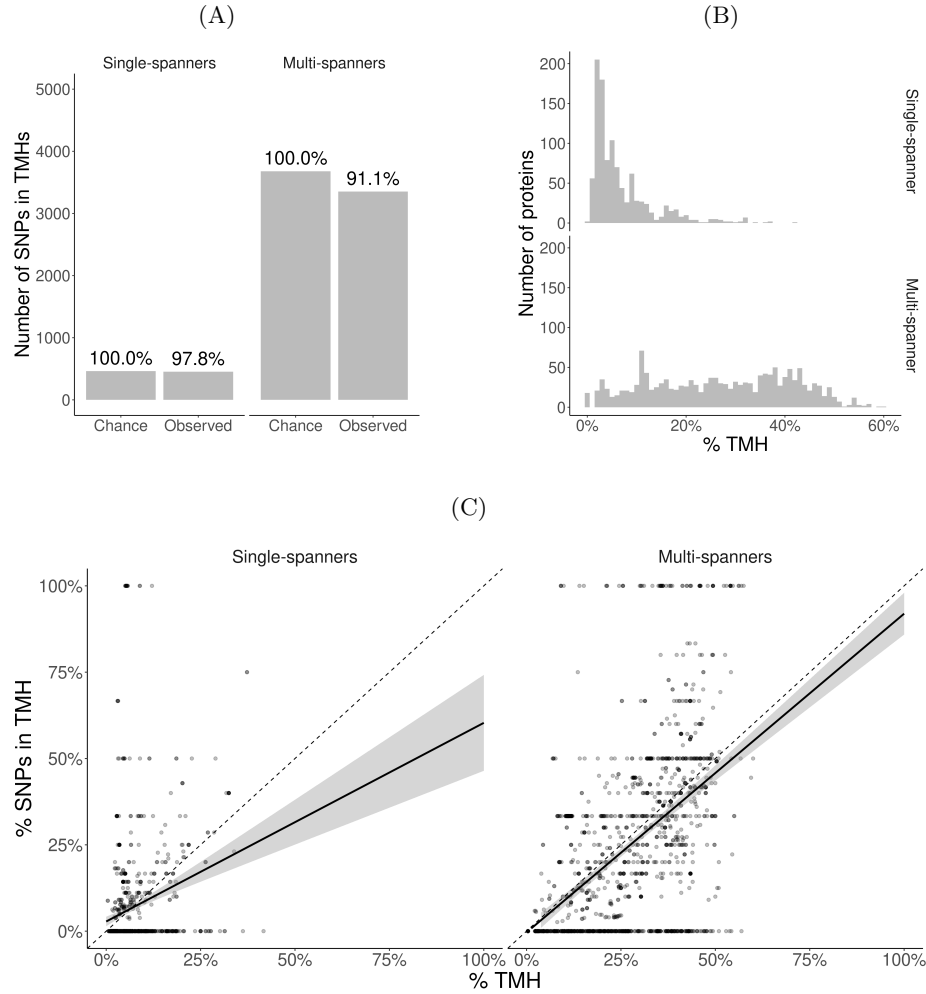 (A)
Single-spanners
Multi-spanners
Number of SNPs in TMHs
5000
4000
3000
2000
1000
0
100.0%
97.8%
100.0%
91.1%
Chance
Observed
Chance
Observed
(B)
Number of proteins
200
150
100
50
0
Single-spanner
200
150
100
50
0
Multi-spanner
0%
20%
40%
60%
% TMH
(C)
Single-spanners
Multi-spanners
% SNPs in TMH
100%
75%
50%
25%
0%
0%
25%
50%
75%
100%
0%
25%
50%
75%
100%
% TMH